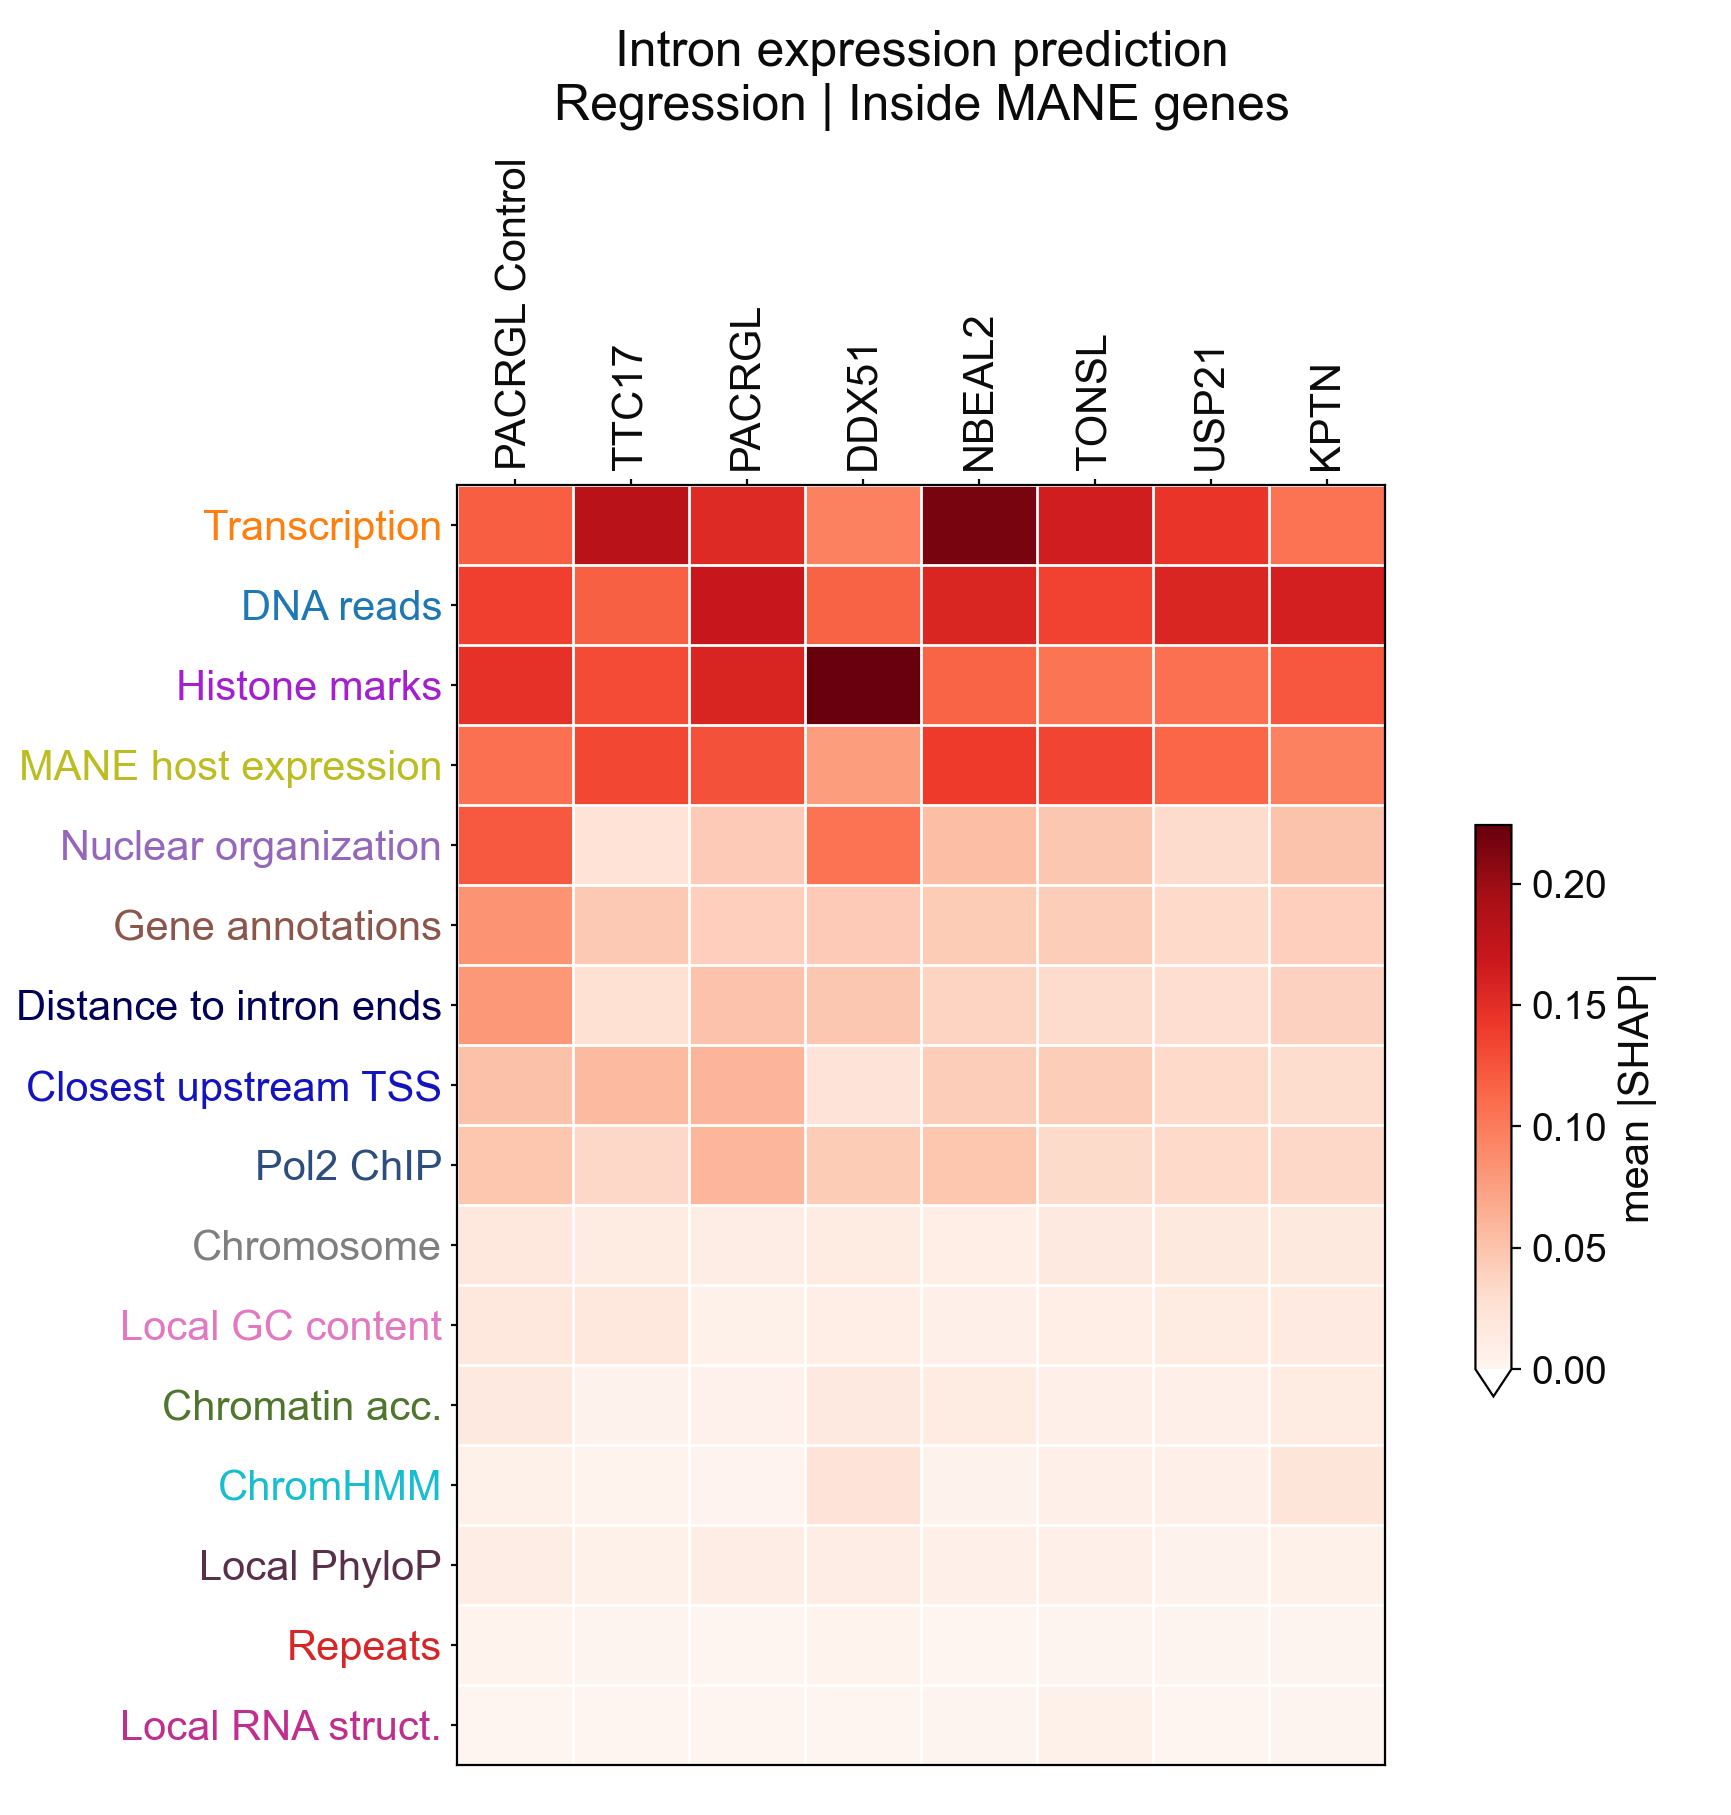 Intron expression prediction
Regression | Inside MANE genes
PACRGL Control
TTC17
PACRGL
DDX51
NBEAL2
TONSL
USP21
KPTN
Transcription
DNA reads
Histone marks
MANE host expression
Nuclear organization
Gene annotations
Distance to intron ends
Closest upstream TSS
Pol2 ChIP
Chromosome
Local GC content
Chromatin acc.
ChromHMM
Local PhyloP
Repeats
Local RNA struct.
0.20
0.15
0.10
0.05
0.00
mean |SHAP|